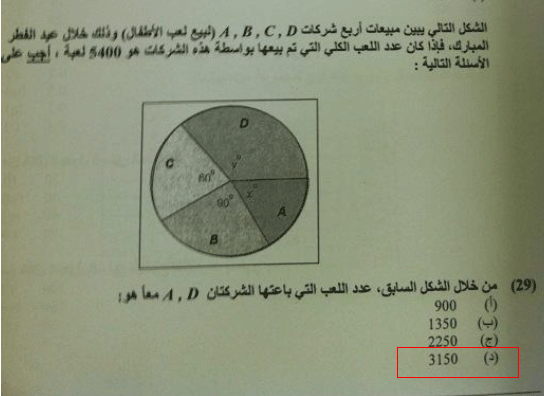 الشكل التالي يبين مبيعات أربع شركات A , B , C , D (لبيع لعب الأطفال) وذلك خلال عيد الفطر
المبارك، فإذا كان عدد اللعب الكلي التي تم بيعها بواسطة هذه الشركات هو 5400 لعبة ، أجب على
الأسئلة التالية :
D
C
y°
60°
x°
90°
A
B
(29) من خلال الشكل السابق، عدد اللعب التي باعتها الشركتان A , D معاً هو:
(أ) 900
(ب) 1350
(ج) 2250
(د) 3150